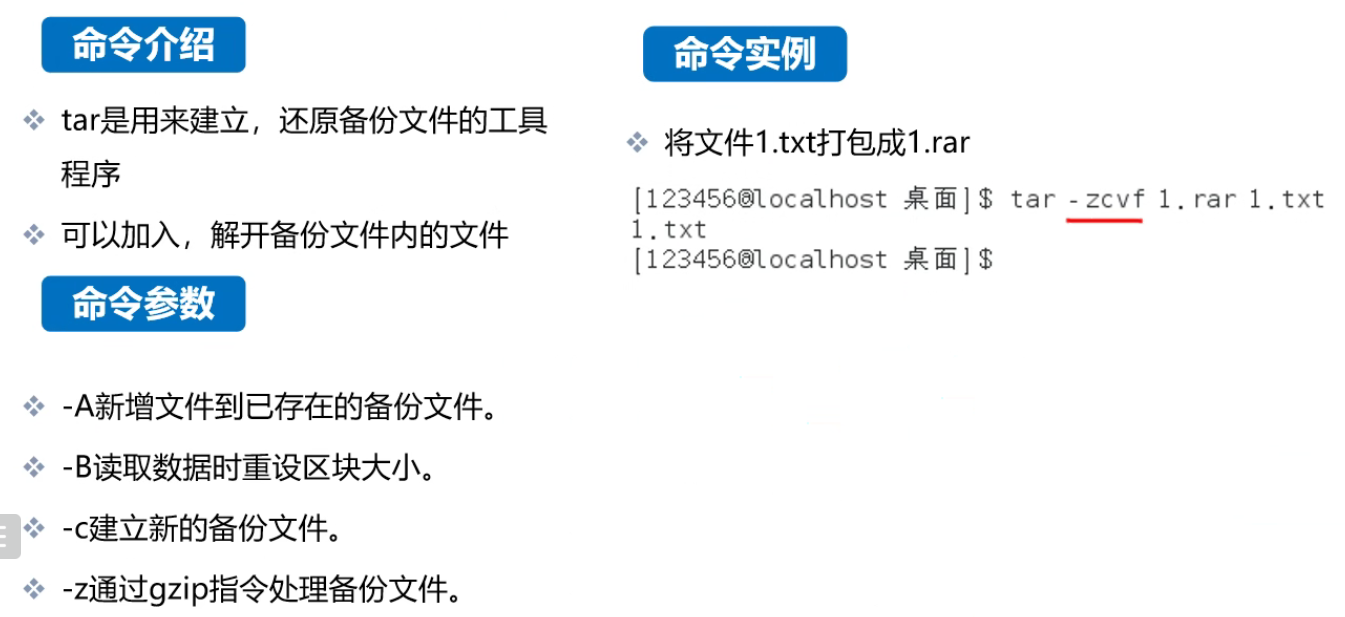 命令介绍
tar是用来建立，还原备份文件的工具
程序
可以加入，解开备份文件内的文件
命令参数
-A新增文件到已存在的备份文件。
-B读取数据时重设区块大小。
-c建立新的备份文件。
-z通过gzip指令处理备份文件。
命令实例
将文件1.txt打包成1.rar
[123456@localhost 桌面]$ tar -zcvf 1.rar 1.txt
1.txt
[123456@localhost 桌面]$